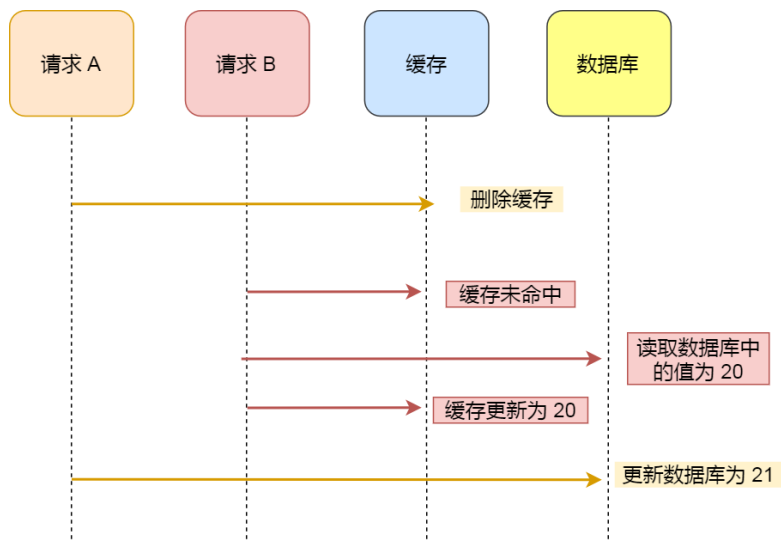 请求 A
请求 B
缓存
数据库
删除缓存
缓存未命中
读取数据库中
的值为 20
缓存更新为 20
更新数据库为 21